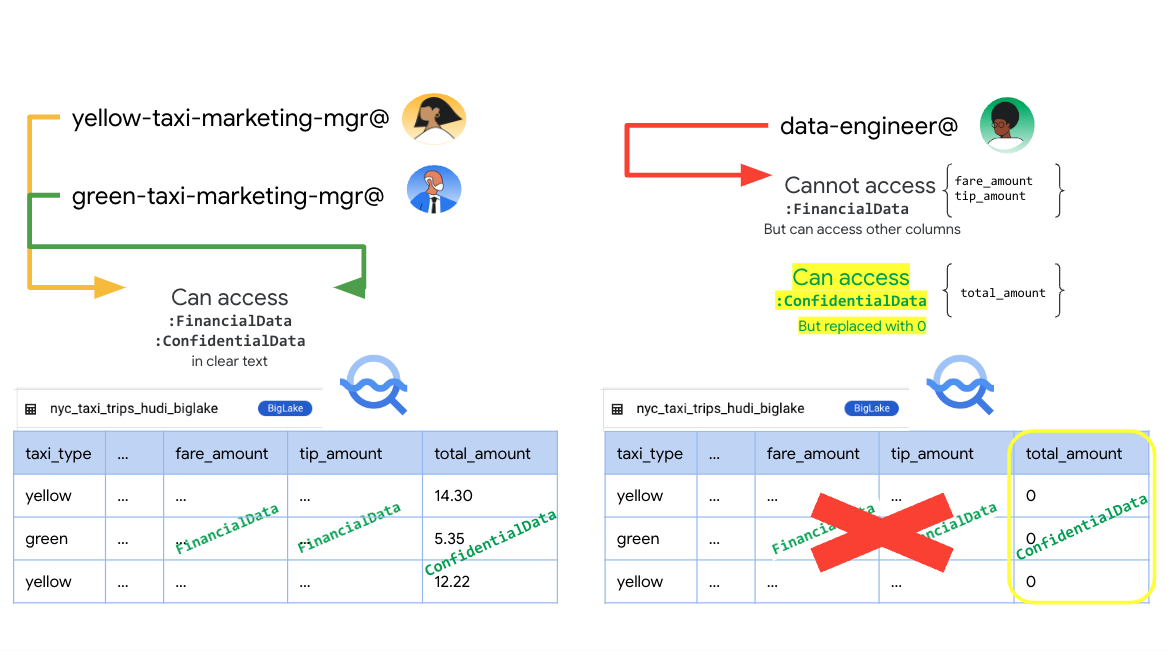 yellow-taxi-marketing-mgr@
green-taxi-marketing-mgr@
Can access
:FinancialData
:ConfidentialData
in clear text
nyc_taxi_trips_hudi_biglake BigLake
taxi_type ... fare_amount tip_amount total_amount
yellow ... ... ... 14.30
green ... ... ... 5.35
yellow ... ... ... 12.22
FinancialData FinancialData ConfidentialData
data-engineer@
Cannot access
:FinancialData
But can access other columns
fare_amount
tip_amount
Can access
:ConfidentialData
But replaced with 0
total_amount
nyc_taxi_trips_hudi_biglake BigLake
taxi_type ... fare_amount tip_amount total_amount
yellow ... ... ... 0
green ... 0
yellow ... ... ... 0
ConfidentialData